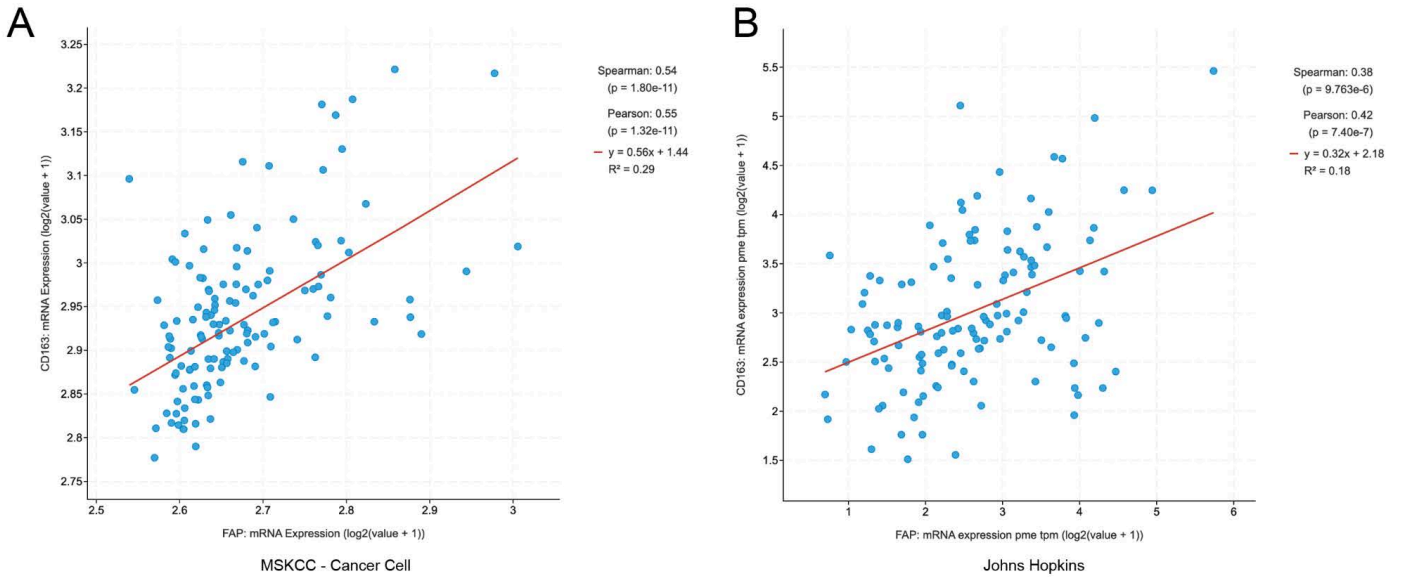 A
3.25
3.2
3.15
3.1
3.05
3
2.95
2.9
2.85
2.8
2.75
CD163: mRNA Expression (log2(value + 1))
2.5 2.6 2.7 2.8 2.9 3
FAP: mRNA Expression (log2(value + 1))
MSKCC - Cancer Cell
Spearman: 0.54
(p = 1.80e-11)
Pearson: 0.55
(p = 1.32e-11)
y = 0.56x + 1.44
R² = 0.29
B
5.5
5
4.5
4
3.5
3
2.5
2
1.5
CD163: mRNA expression pme tpm (log2(value + 1))
1 2 3 4 5 6
FAP: mRNA expression pme tpm (log2(value + 1))
Johns Hopkins
Spearman: 0.38
(p = 9.763e-6)
Pearson: 0.42
(p = 7.40e-7)
y = 0.32x + 2.18
R² = 0.18